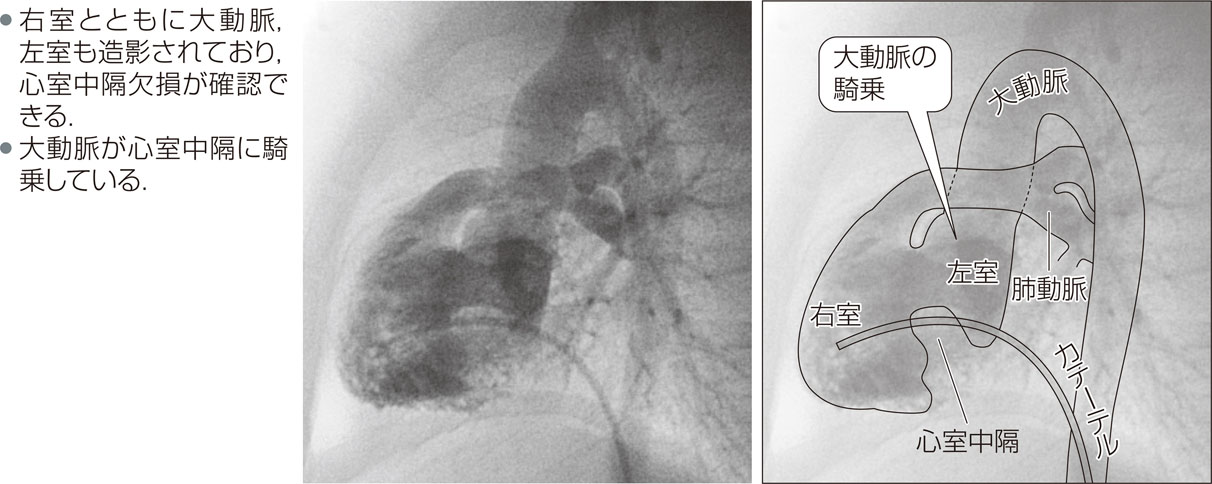 ● 右室とともに大動脈,
左室も造影されており,
心室中隔欠損が確認で
きる.
● 大動脈が心室中隔に騎
乗している.
大動脈の
騎乗
大動脈
左室
肺動脈
右室
カテーテル
心室中隔